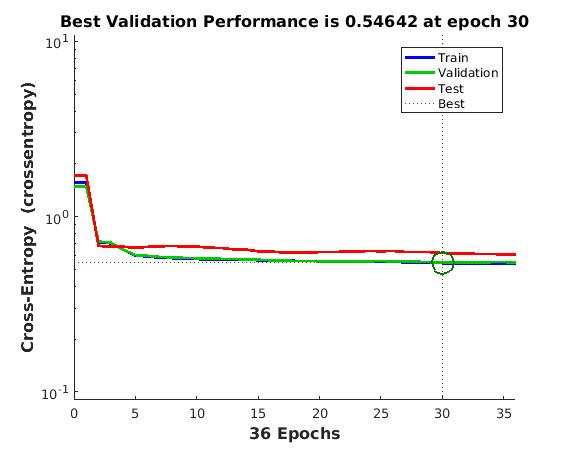 Best Validation Performance is 0.54642 at epoch 30
Cross-Entropy (crossentropy)
10^1
10^0
10^-1
Train
Validation
Test
Best
0 5 10 15 20 25 30 35
36 Epochs